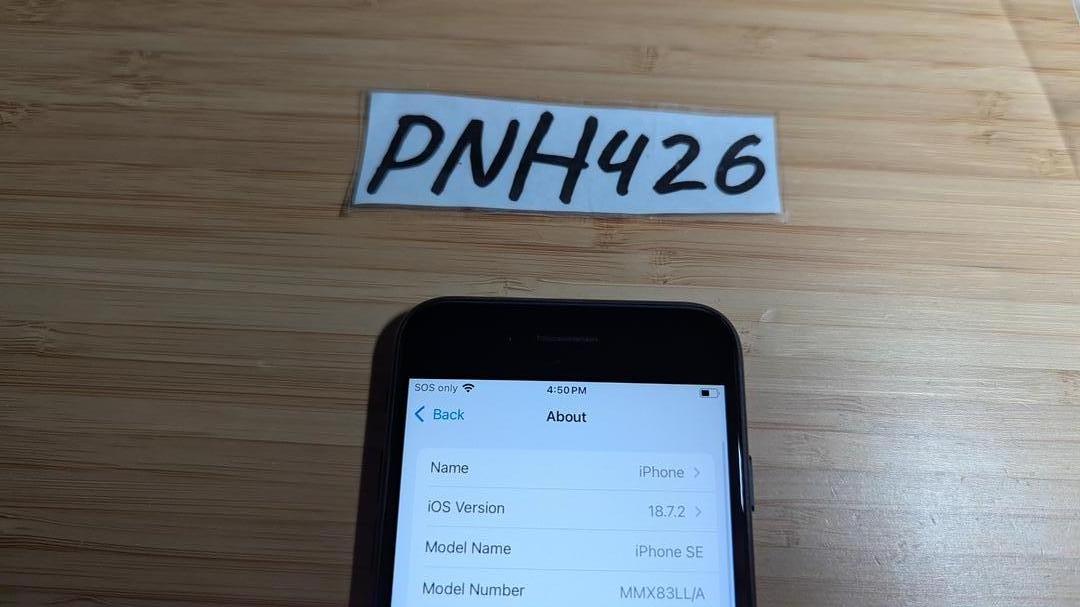 PNH426
SOS only 4:50 PM
Back About
Name iPhone
iOS Version 18.7.2
Model Name iPhone SE
Model Number MMX83LL/A